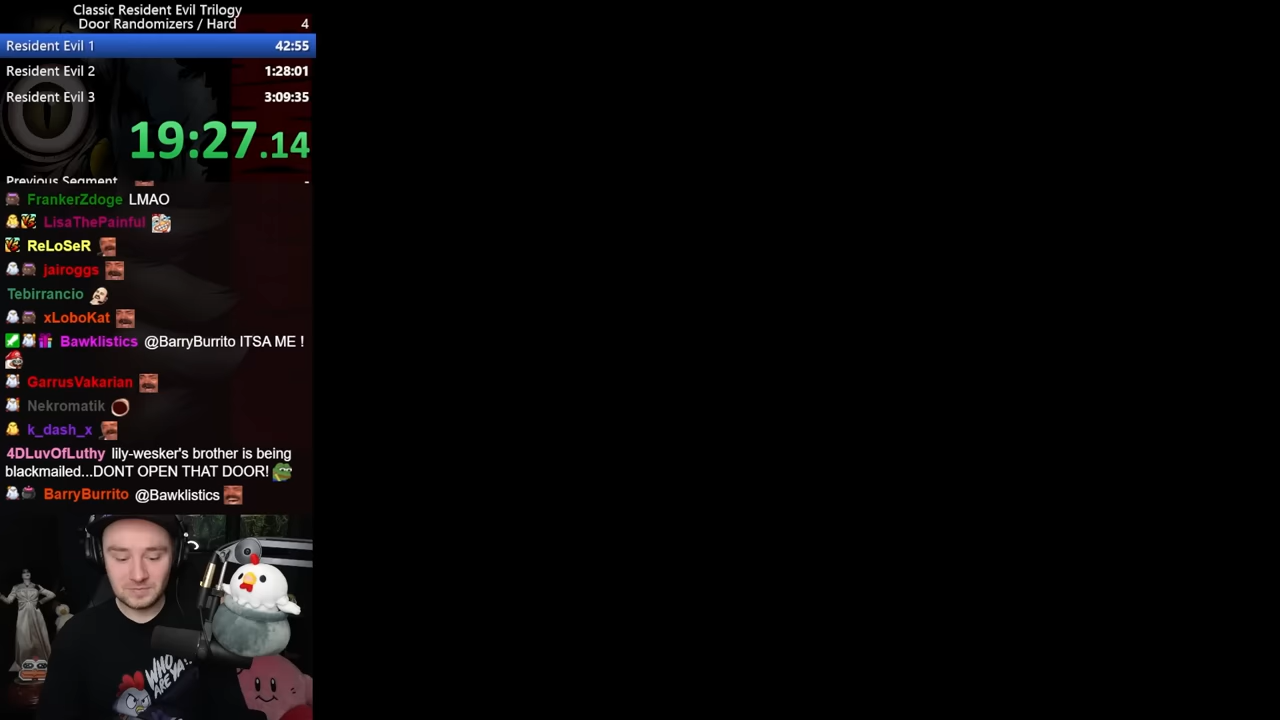 Classic Resident Evil Trilogy
Door Randomizers / Hard 4
Resident Evil 1 42:55
Resident Evil 2 1:28:01
Resident Evil 3 3:09:35
19:27.14
Previous Segment -
FrankerZdoge LMAO
LisaThePainful
ReLoSeR
jairoggs
Tebirrancio
xLoboKat
Bawklistics @BarryBurrito ITSA ME !
GarrusVakarian
Nekromatik
k_dash_x
4DLuvOfLuthy lily-wesker's brother is being
blackmailed...DONT OPEN THAT DOOR!
BarryBurrito @Bawklistics
WHO
ARE YA?!